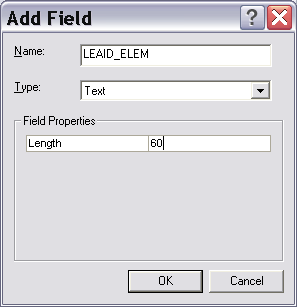 Add Field
Name: LEAID_ELEM
Type: Text
Field Properties
Length 60
OK Cancel